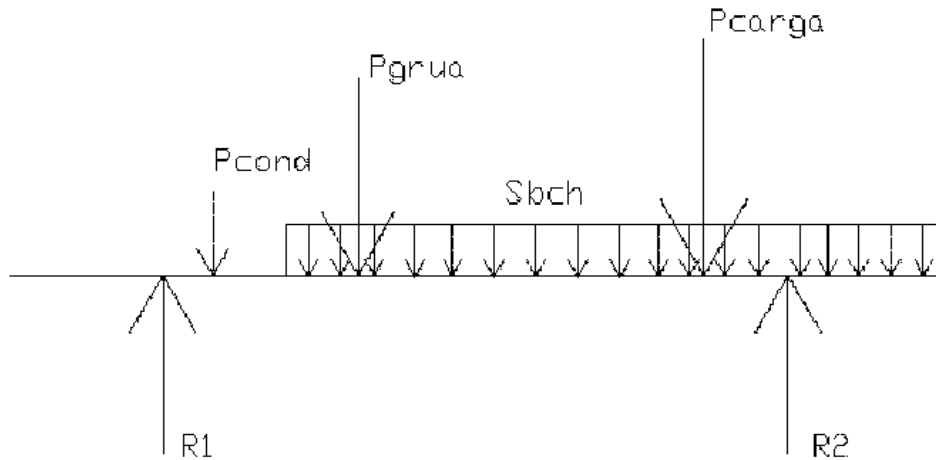 Pcarga
Pgrua
Pcond
Sbch
R1
R2